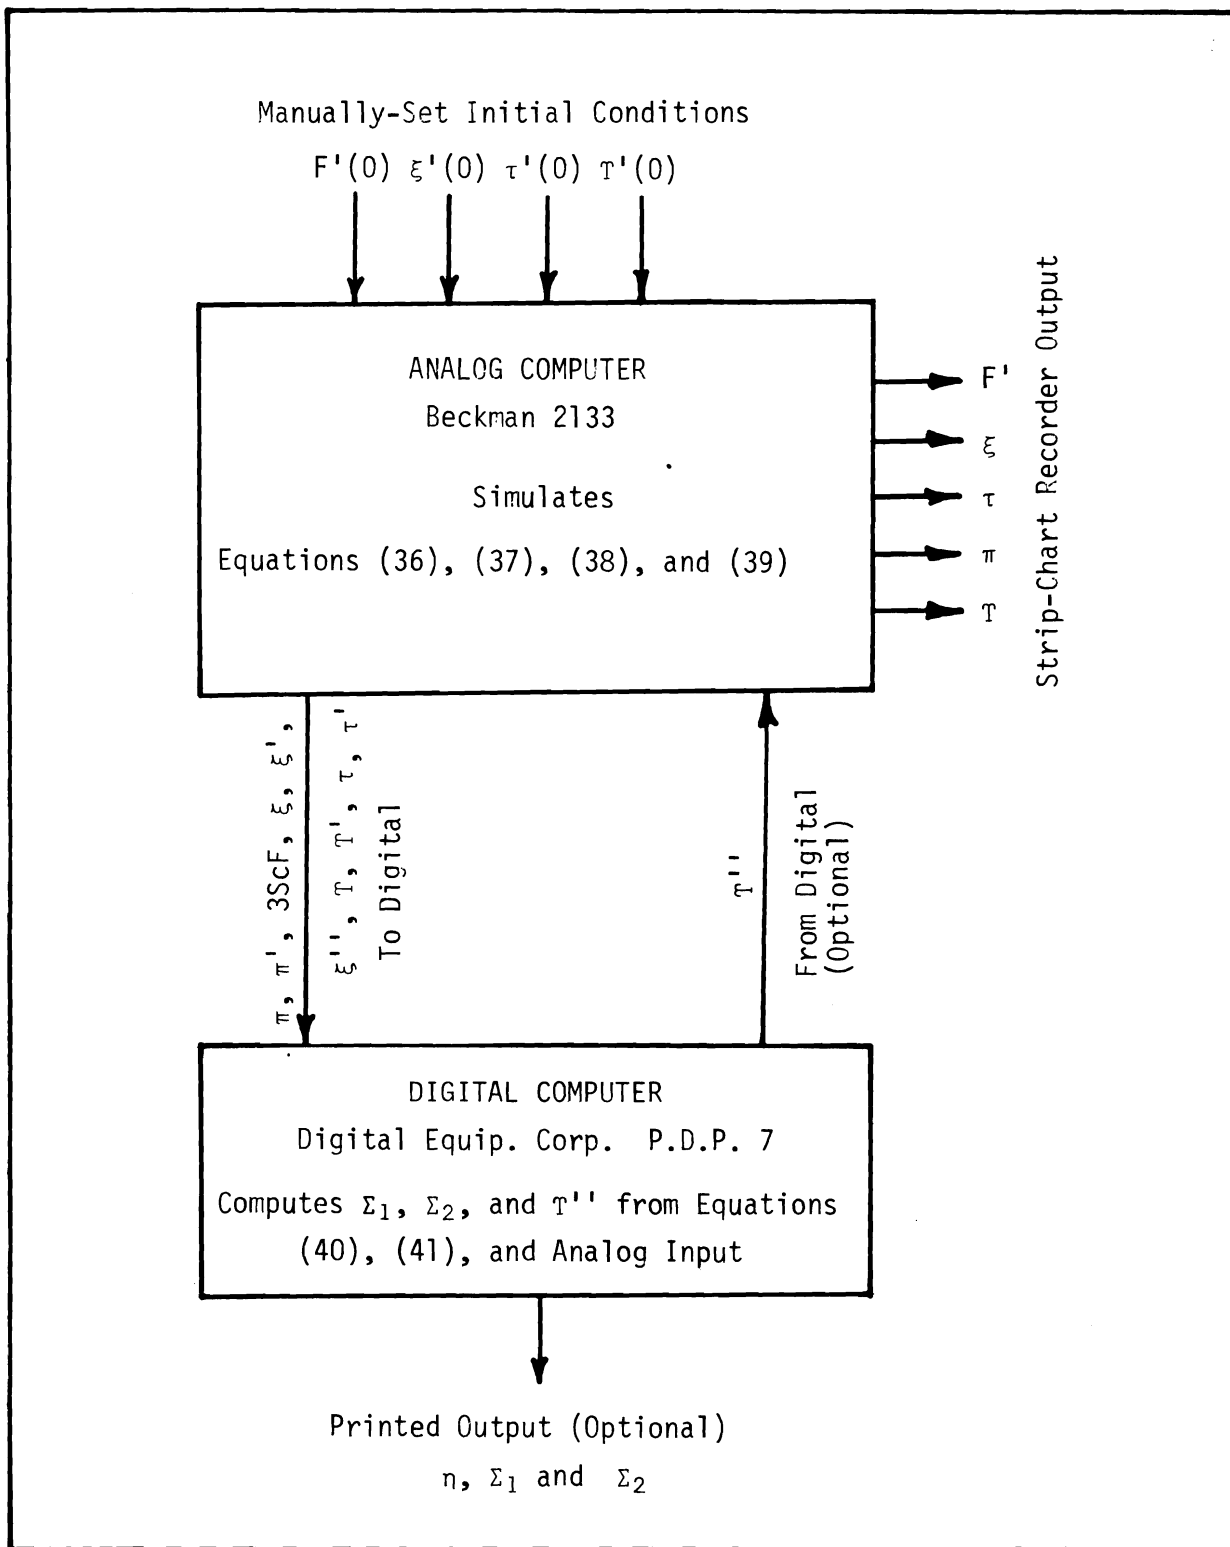 Manually-Set Initial Conditions
F'(0) ξ'(0) τ'(0) ϒ'(0)
ANALOG COMPUTER
Beckman 2133
Simulates
Equations (36), (37), (38), and (39)
F'
ξ
τ
π
ϒ
Strip-Chart Recorder Output
π, π', 3ScF, ξ, ξ',
ξ'', ϒ, ϒ', τ, τ'
To Digital
ϒ''
From Digital
(Optional)
DIGITAL COMPUTER
Digital Equip. Corp. P.D.P. 7
Computes Σ₁, Σ₂, and ϒ'' from Equations
(40), (41), and Analog Input
Printed Output (Optional)
η, Σ₁ and Σ₂